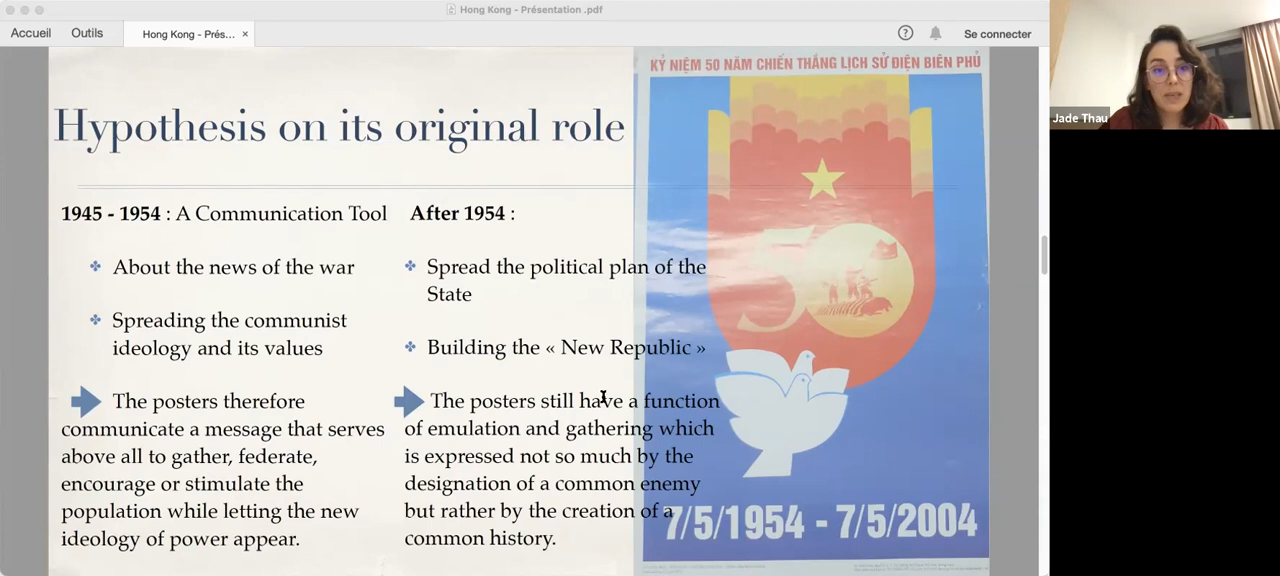 Hong Kong - Présentation .pdf
Accueil
Outils
Hong Kong - Prés... ×
?
Se connecter
Jade Thau
Hypothesis on its original role
1945 - 1954 : A Communication Tool
About the news of the war
Spreading the communist
ideology and its values
The posters therefore
communicate a message that serves
above all to gather, federate,
encourage or stimulate the
population while letting the new
ideology of power appear.
After 1954 :
Spread the political plan of the
State
Building the « New Republic »
The posters still have a function
of emulation and gathering which
is expressed not so much by the
designation of a common enemy
but rather by the creation of a
common history.
KỶ NIỆM 50 NĂM CHIẾN THẮNG LỊCH SỬ ĐIỆN BIÊN PHỦ
50
7/5/1954 - 7/5/2004